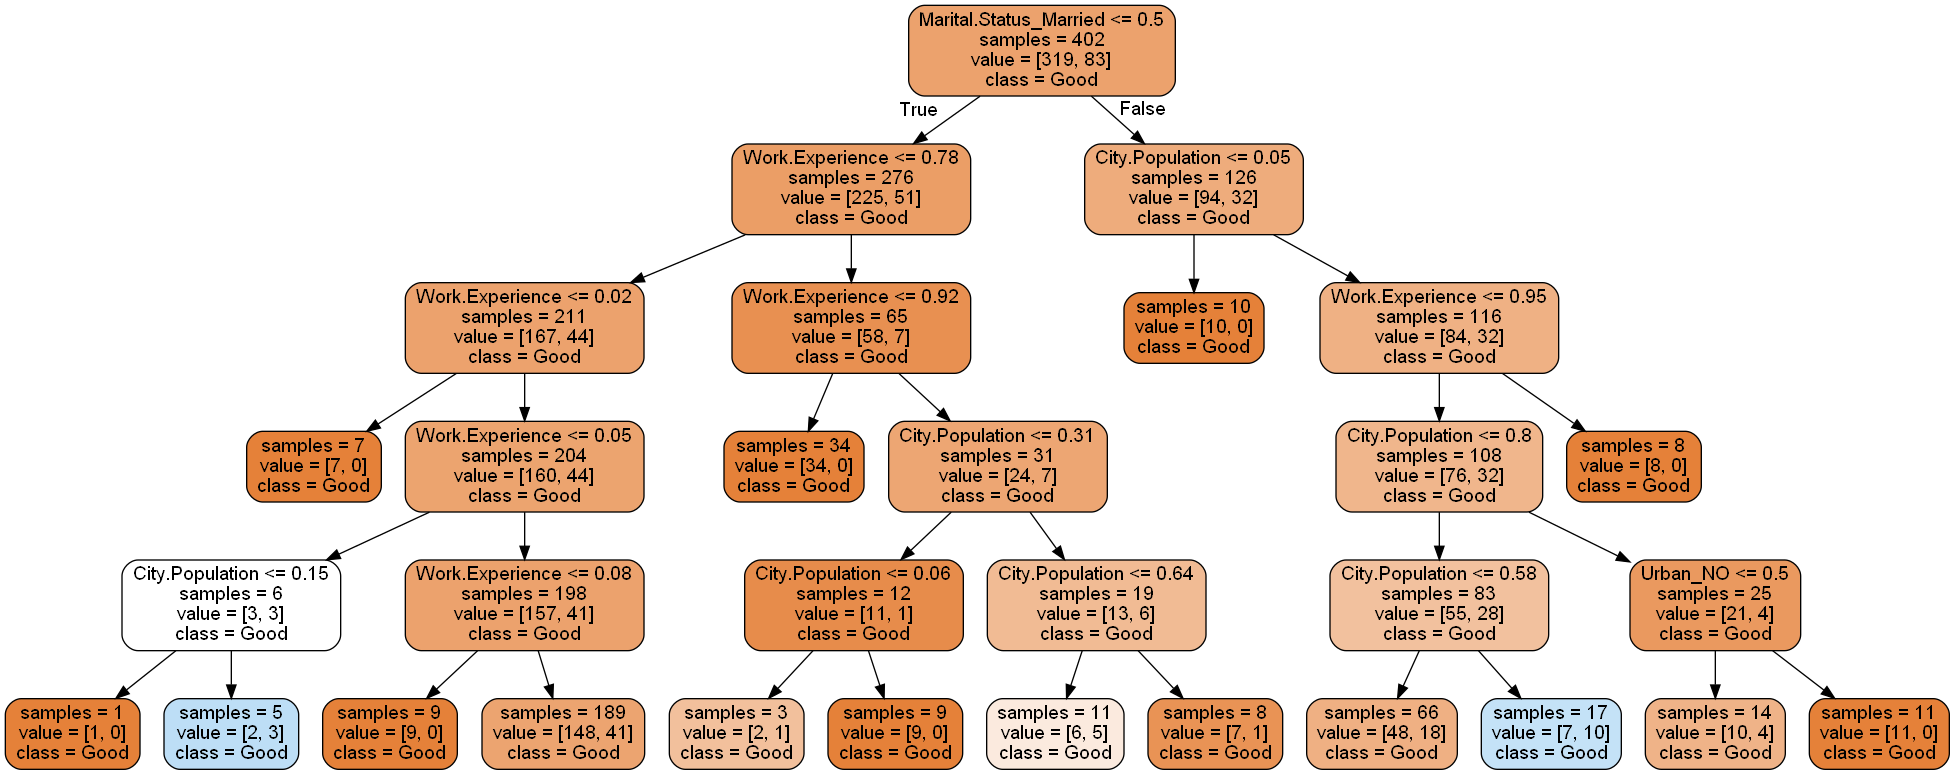 Marital.Status_Married <= 0.5
samples = 402
value = [319, 83]
class = Good
True
False
Work.Experience <= 0.78
samples = 276
value = [225, 51]
class = Good
City.Population <= 0.05
samples = 126
value = [94, 32]
class = Good
Work.Experience <= 0.02
samples = 211
value = [167, 44]
class = Good
Work.Experience <= 0.92
samples = 65
value = [58, 7]
class = Good
samples = 10
value = [10, 0]
class = Good
Work.Experience <= 0.95
samples = 116
value = [84, 32]
class = Good
samples = 7
value = [7, 0]
class = Good
Work.Experience <= 0.05
samples = 204
value = [160, 44]
class = Good
samples = 34
value = [34, 0]
class = Good
City.Population <= 0.31
samples = 31
value = [24, 7]
class = Good
City.Population <= 0.8
samples = 108
value = [76, 32]
class = Good
samples = 8
value = [8, 0]
class = Good
City.Population <= 0.15
samples = 6
value = [3, 3]
class = Good
Work.Experience <= 0.08
samples = 198
value = [157, 41]
class = Good
City.Population <= 0.06
samples = 12
value = [11, 1]
class = Good
City.Population <= 0.64
samples = 19
value = [13, 6]
class = Good
City.Population <= 0.58
samples = 83
value = [55, 28]
class = Good
Urban_NO <= 0.5
samples = 25
value = [21, 4]
class = Good
samples = 1
value = [1, 0]
class = Good
samples = 5
value = [2, 3]
class = Good
samples = 9
value = [9, 0]
class = Good
samples = 189
value = [148, 41]
class = Good
samples = 3
value = [2, 1]
class = Good
samples = 9
value = [9, 0]
class = Good
samples = 11
value = [6, 5]
class = Good
samples = 8
value = [7, 1]
class = Good
samples = 66
value = [48, 18]
class = Good
samples = 17
value = [7, 10]
class = Good
samples = 14
value = [10, 4]
class = Good
samples = 11
value = [11, 0]
class = Good